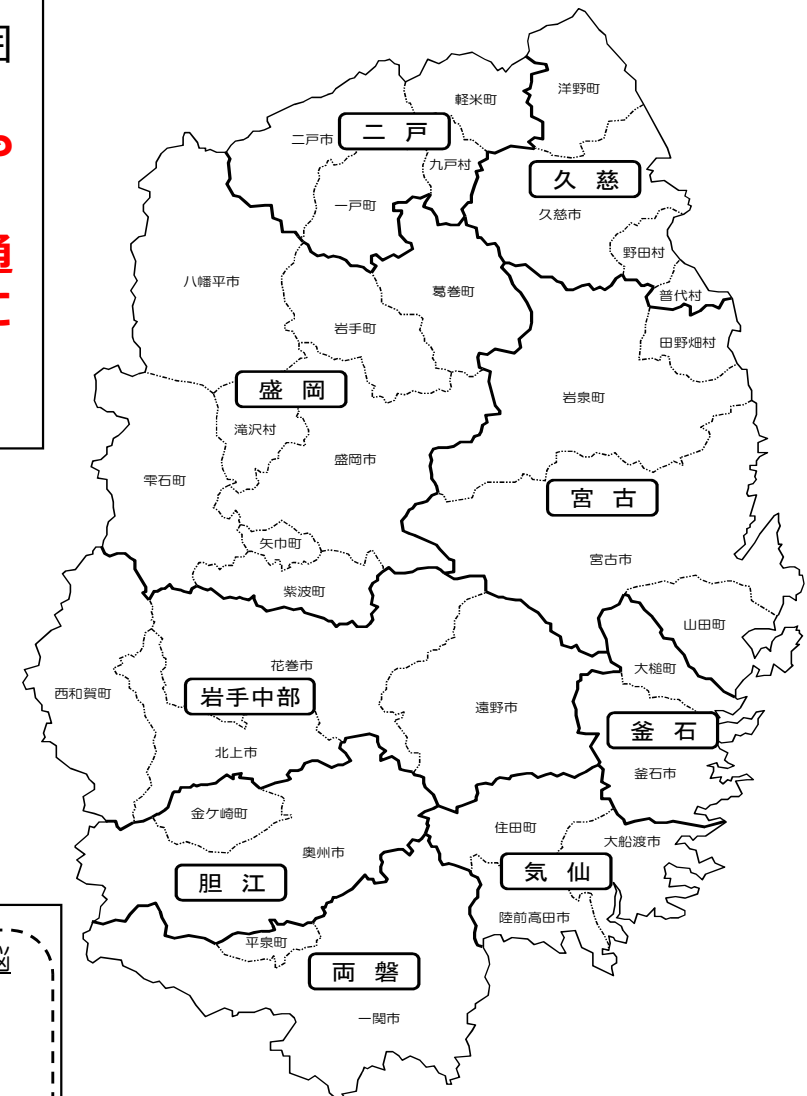 る
通
に
図
洋野町
軽米町
二戸市
二 戸
九戸村
久 慈
一戸町
久慈市
野田村
八幡平市
葛巻町
普代村
岩手町
田野畑村
盛 岡
岩泉町
滝沢村
盛岡市
雫石町
宮 古
矢巾町
宮古市
紫波町
山田町
花巻市
大槌町
西和賀町
岩手中部
遠野市
釜 石
北上市
釜石市
金ケ崎町
住田町
大船渡市
奥州市
気 仙
胆 江
陸前高田市
平泉町
両 磐
一関市